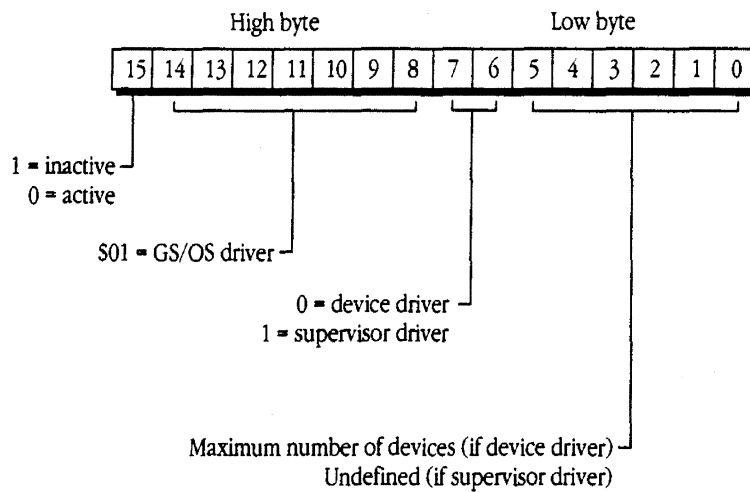 High byte Low byte
15 14 13 12 11 10 9 8 7 6 5 4 3 2 1 0
1 = inactive
0 = active
$01 = GS/OS driver
0 = device driver
1 = supervisor driver
Maximum number of devices (if device driver)
Undefined (if supervisor driver)